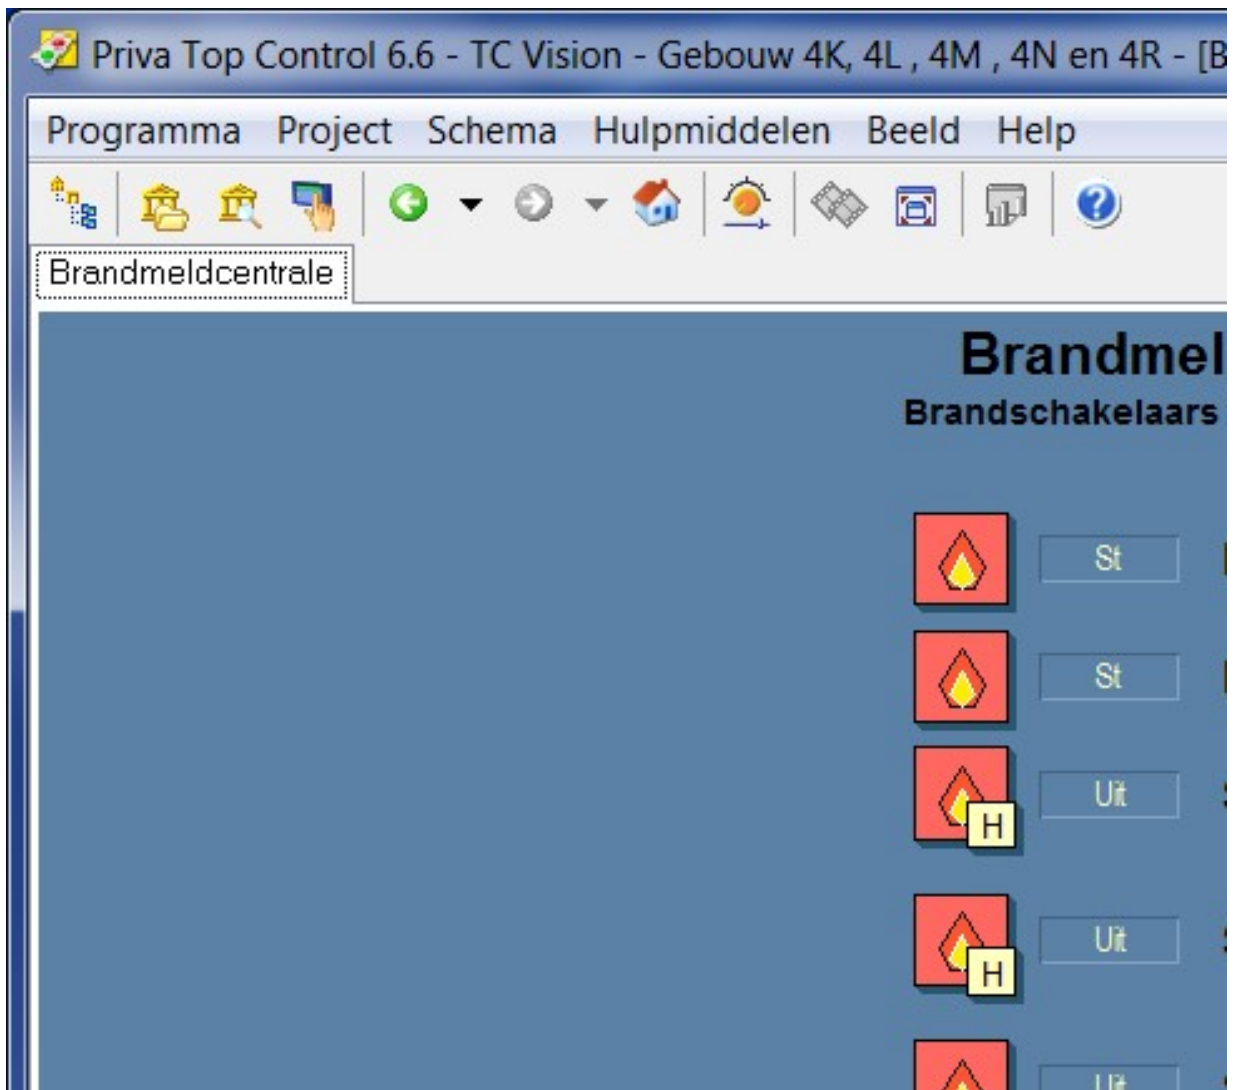 Priva Top Control 6.6 - TC Vision - Gebouw 4K, 4L , 4M , 4N en 4R - [B
Programma Project Schema Hulpmiddelen Beeld Help
Brandmeldcentrale
Brandmel
Brandschakelaars
St
St
Uit
H
Uit
H
Uit